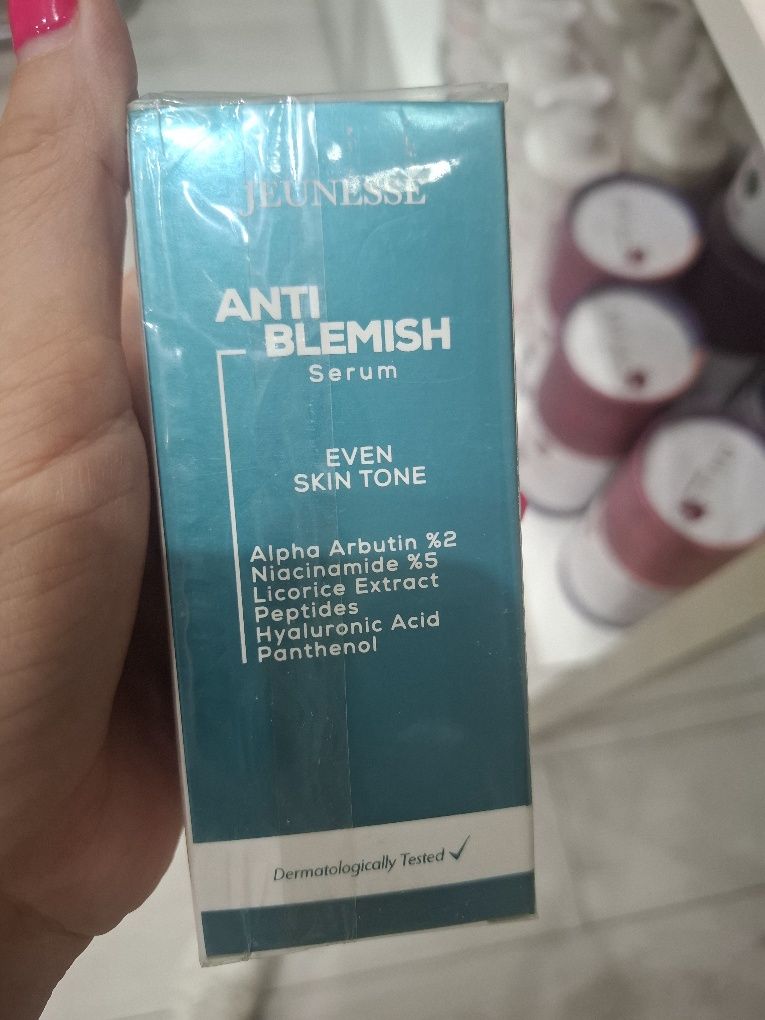 JEUNESSE
ANTI
BLEMISH
Serum
EVEN
SKIN TONE
Alpha Arbutin %2
Niacinamide %5
Licorice Extract
Peptides
Hyaluronic Acid
Panthenol
Dermatologically Tested